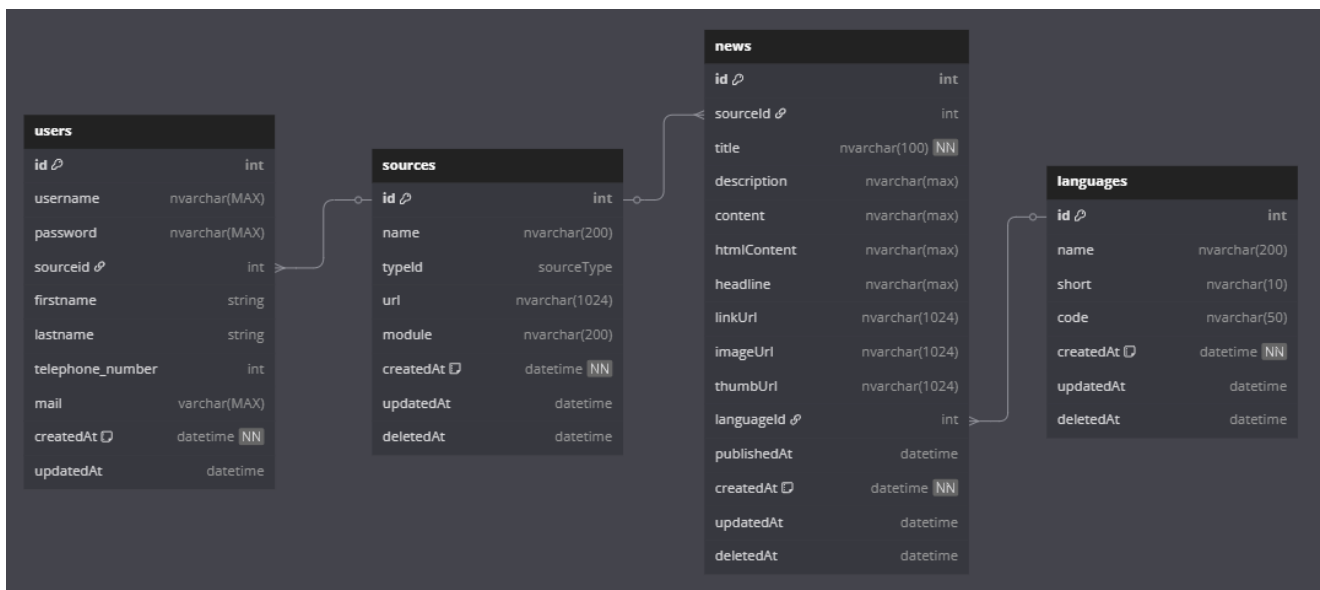 users
id int
username nvarchar(MAX)
password nvarchar(MAX)
sourceid int
firstname string
lastname string
telephone_number int
mail varchar(MAX)
createdAt datetime NN
updatedAt datetime
sources
id int
name nvarchar(200)
typeId sourceType
url nvarchar(1024)
module nvarchar(200)
createdAt datetime NN
updatedAt datetime
deletedAt datetime
news
id int
sourceId int
title nvarchar(100) NN
description nvarchar(max)
content nvarchar(max)
htmlContent nvarchar(max)
headline nvarchar(max)
linkUrl nvarchar(1024)
imageUrl nvarchar(1024)
thumbUrl nvarchar(1024)
languageId int
publishedAt datetime
createdAt datetime NN
updatedAt datetime
deletedAt datetime
languages
id int
name nvarchar(200)
short nvarchar(10)
code nvarchar(50)
createdAt datetime NN
updatedAt datetime
deletedAt datetime